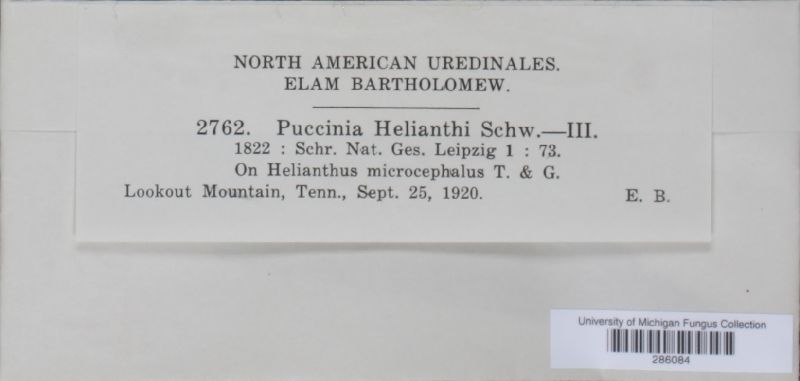 NORTH AMERICAN UREDINALES.
ELAM BARTHOLOMEW.
2762. Puccinia Helianthi Schw.—III.
1822 : Schr. Nat. Ges. Leipzig 1 : 73.
On Helianthus microcephalus T. & G.
Lookout Mountain, Tenn., Sept. 25, 1920. E. B.
University of Michigan Fungus Collection
286084